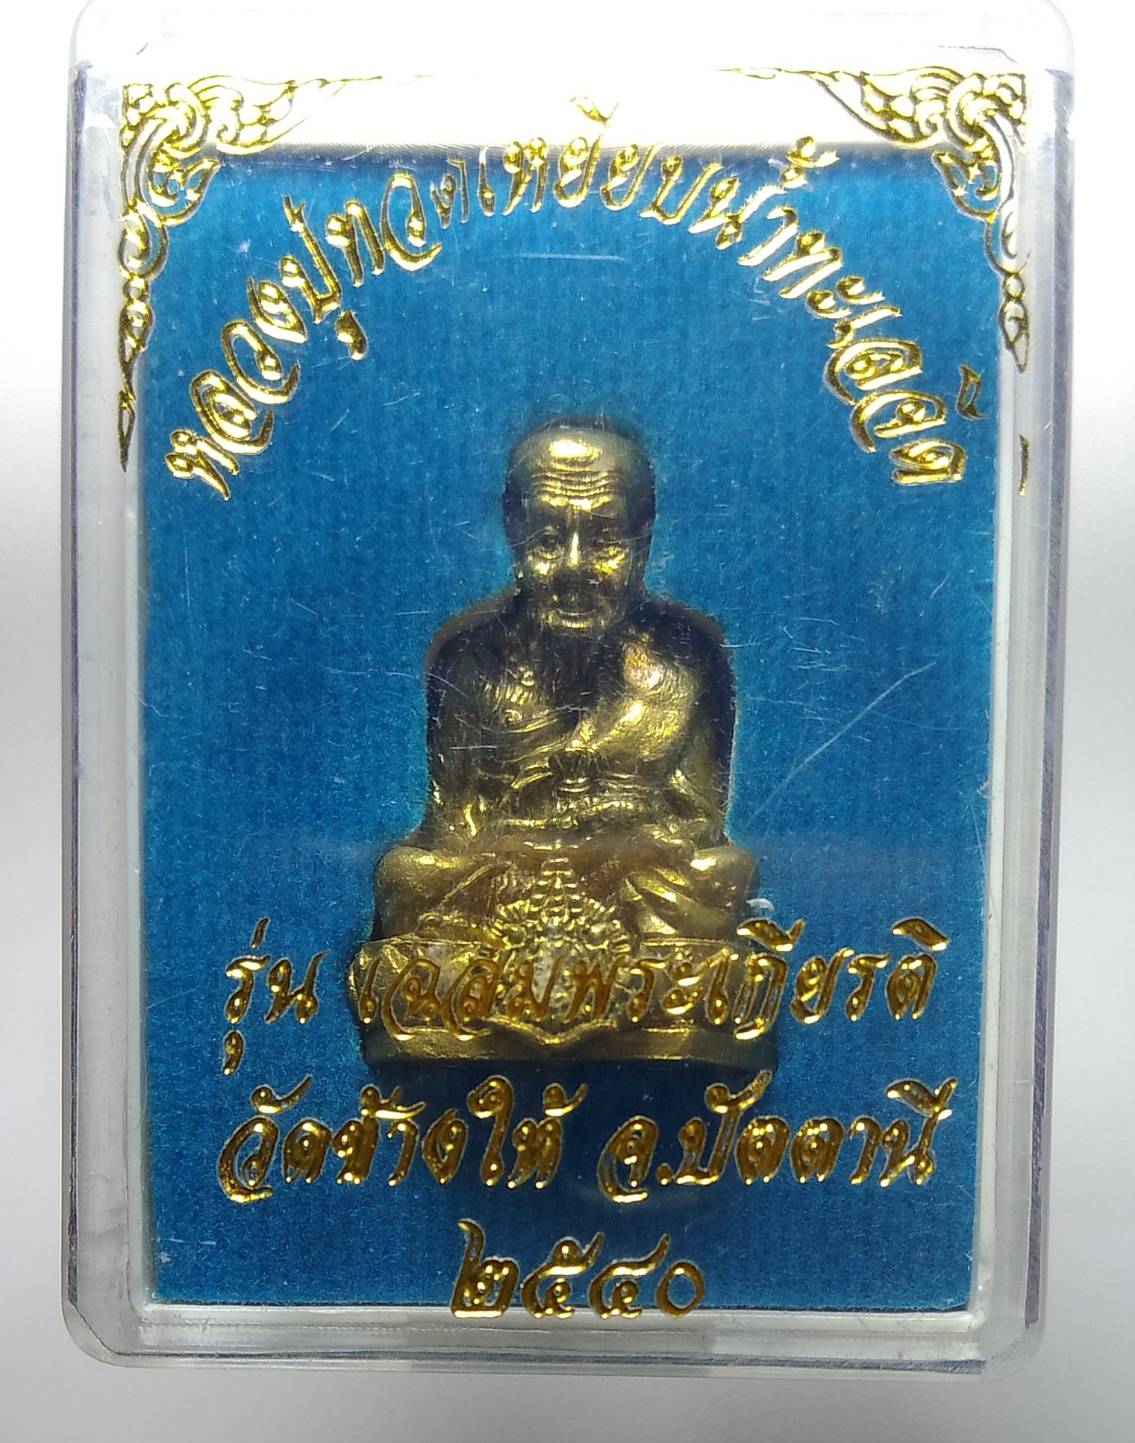 หลวงปู่ทวดเหยียบน้ำทะเลจืด
รุ่น เฉลิมพระเกียรติ
วัดช้างให้ จ.ปัตตานี
๒๕๔๐